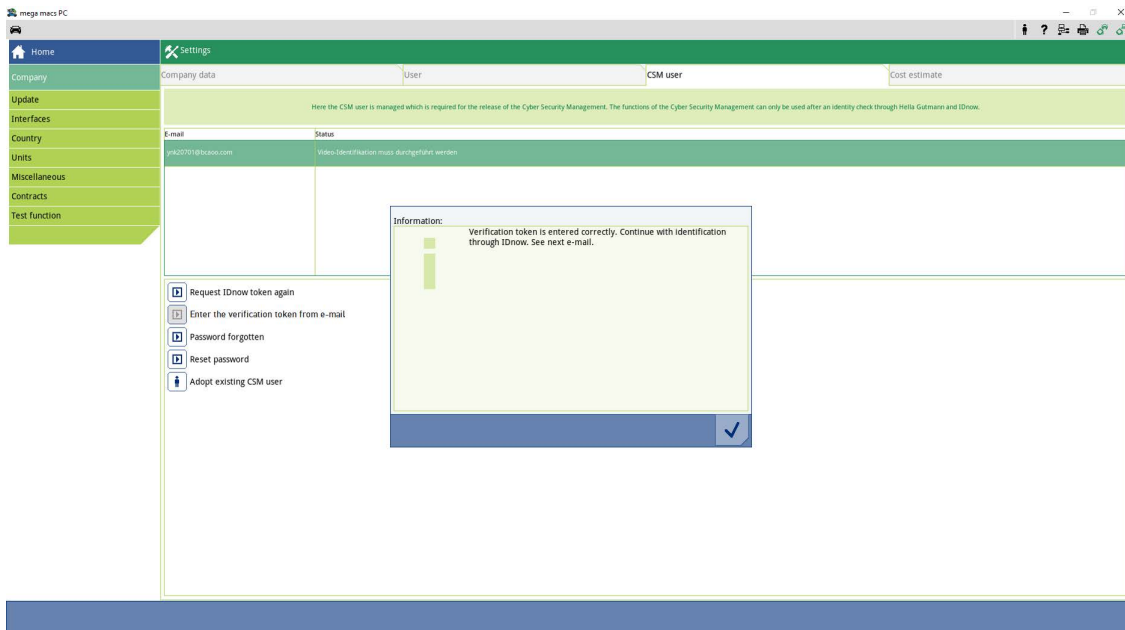 mega macs PC
Home
Settings
Company
Company data
User
CSM user
Cost estimate
Update
Here the CSM user is managed which is required for the release of the Cyber Security Management. The functions of the Cyber Security Management can only be used after an identity check through Hella Gutmann and IDnow.
Interfaces
Country
E-mail
Status
Units
ynk20701@bcaoo.com
Video-Identifikation muss durchgeführt werden
Miscellaneous
Contracts
Test function
Information:
Verification token is entered correctly. Continue with identification
through IDnow. See next e-mail.
Request IDnow token again
Enter the verification token from e-mail
Password forgotten
Reset password
Adopt existing CSM user